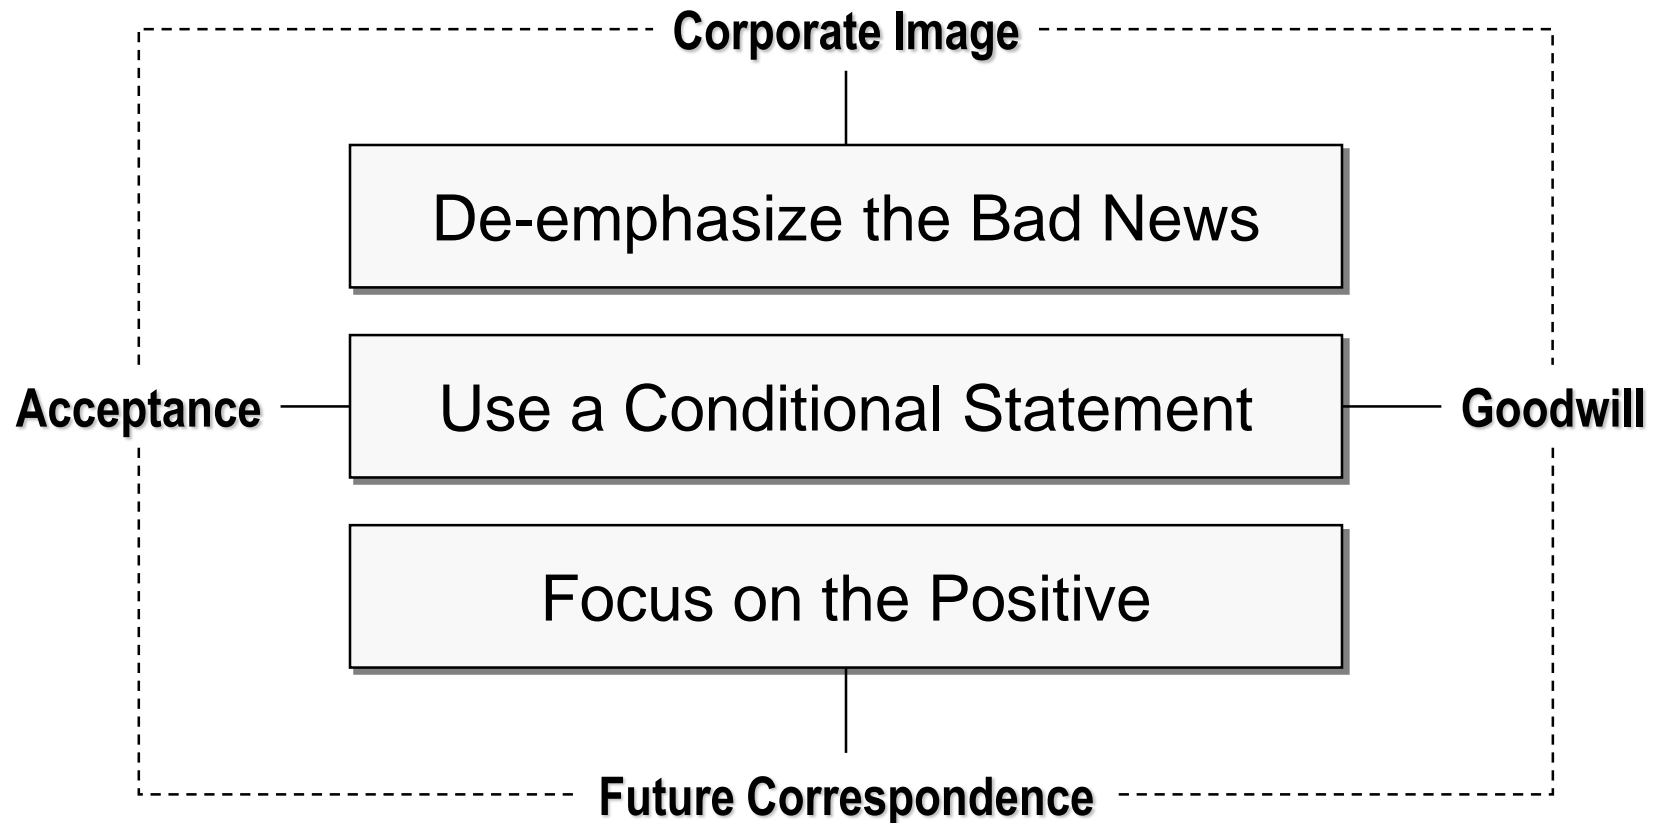 Corporate Image
De-emphasize the Bad News
Acceptance
Use a Conditional Statement
Goodwill
Focus on the Positive
Future Correspondence